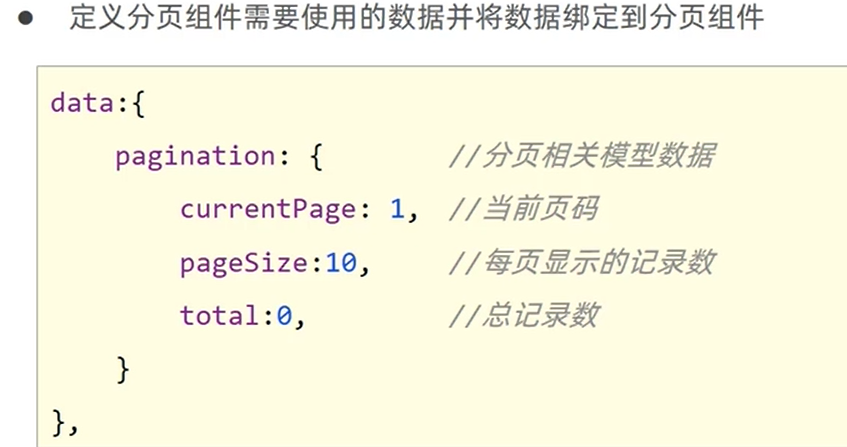 ● 定义分页组件需要使用的数据并将数据绑定到分页组件
data:{
    pagination: {        //分页相关模型数据
        currentPage: 1,  //当前页码
        pageSize:10,     //每页显示的记录数
        total:0,         //总记录数
    }
},